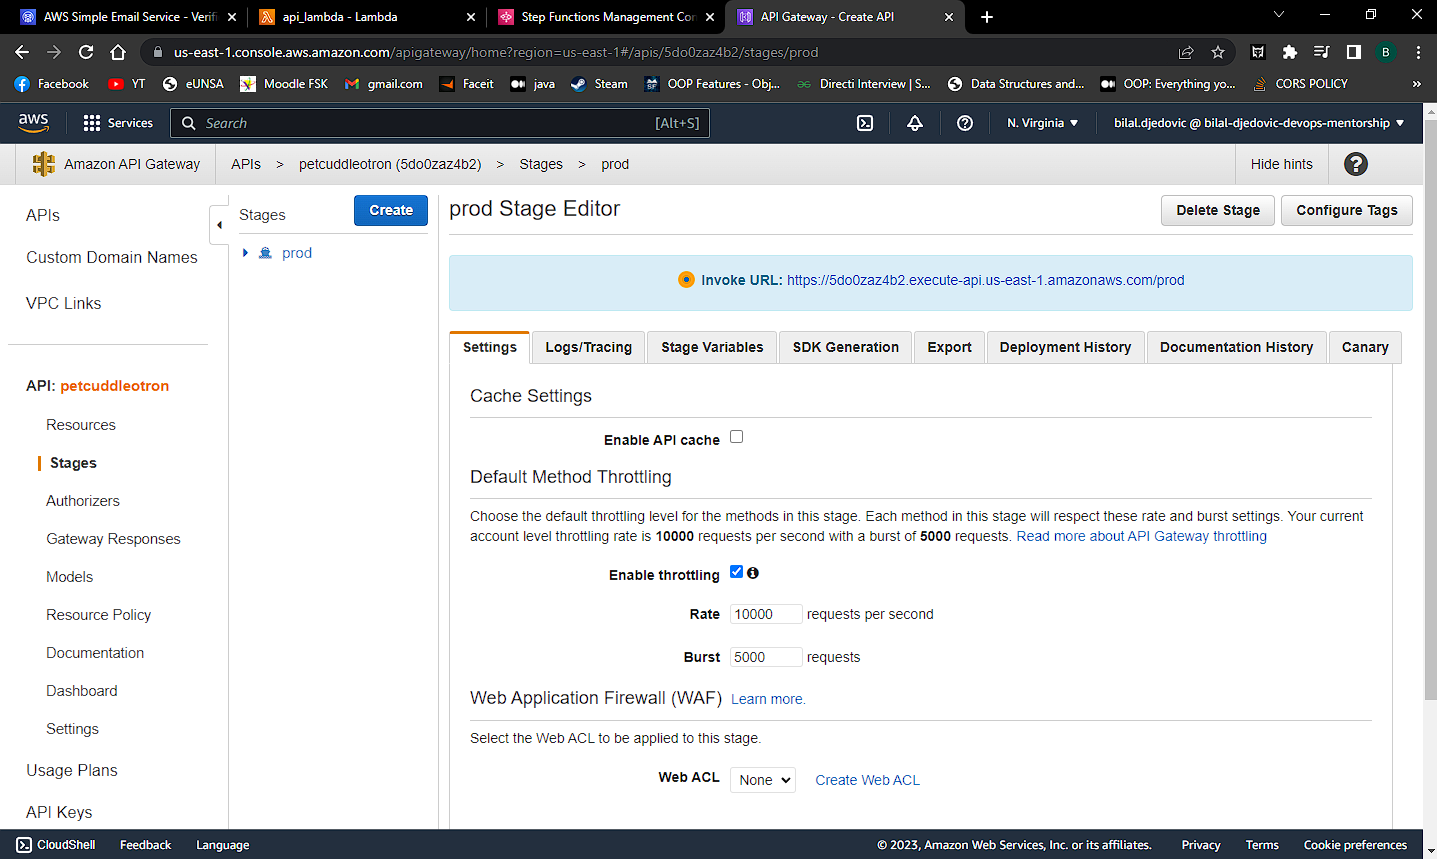 AWS Simple Email Service - Verifi
api_lambda - Lambda
Step Functions Management Con
API Gateway - Create API
us-east-1.console.aws.amazon.com/apigateway/home?region=us-east-1#/apis/5do0zaz4b2/stages/prod
B
Facebook
YT
eUNSA
Moodle FSK
gmail.com
Faceit
java
Steam
OOP Features - Obj...
Directi Interview | S...
Data Structures and...
OOP: Everything yo...
CORS POLICY
»
aws
Services
Search
[Alt+S]
N. Virginia
bilal.djedovic @ bilal-djedovic-devops-mentorship
Amazon API Gateway
APIs > petcuddleotron (5do0zaz4b2) > Stages > prod
Hide hints
?
APIs
Custom Domain Names
VPC Links
API: petcuddleotron
Resources
Stages
Authorizers
Gateway Responses
Models
Resource Policy
Documentation
Dashboard
Settings
Usage Plans
API Keys
Stages
Create
prod
prod Stage Editor
Delete Stage
Configure Tags
Invoke URL: https://5do0zaz4b2.execute-api.us-east-1.amazonaws.com/prod
Settings
Logs/Tracing
Stage Variables
SDK Generation
Export
Deployment History
Documentation History
Canary
Cache Settings
Enable API cache
Default Method Throttling
Choose the default throttling level for the methods in this stage. Each method in this stage will respect these rate and burst settings. Your current
account level throttling rate is 10000 requests per second with a burst of 5000 requests. Read more about API Gateway throttling
Enable throttling
Rate 10000 requests per second
Burst 5000 requests
Web Application Firewall (WAF) Learn more.
Select the Web ACL to be applied to this stage.
Web ACL None Create Web ACL
CloudShell
Feedback
Language
© 2023, Amazon Web Services, Inc. or its affiliates.
Privacy
Terms
Cookie preferences